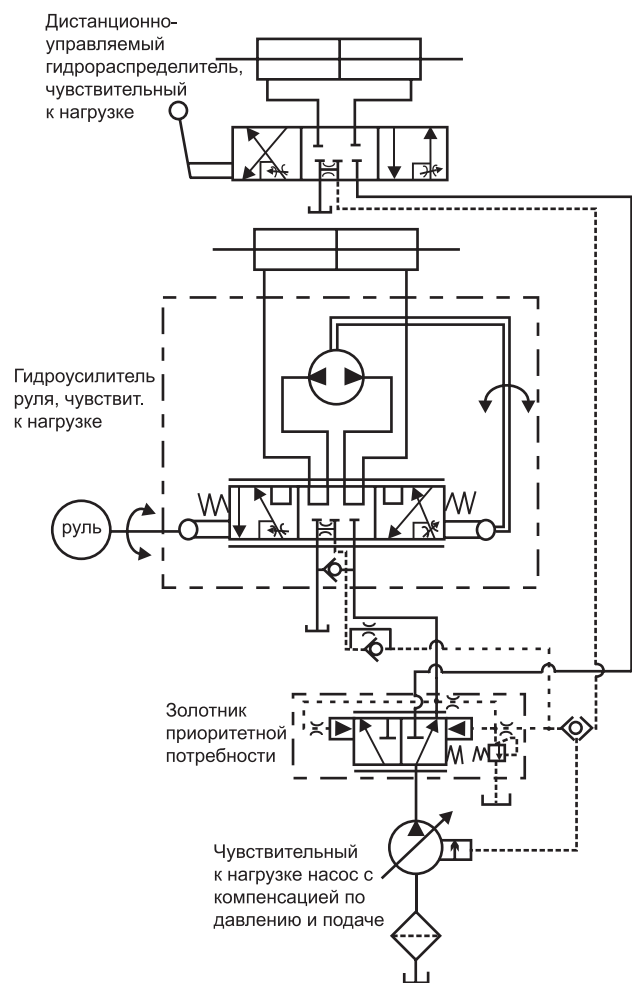 Дистанционно-
управляемый
гидрораспределитель,
чувствительный
к нагрузке
Гидроусилитель
руля, чувствит.
к нагрузке
руль
Золотник
приоритетной
потребности
Чувствительный
к нагрузке насос с
компенсацией по
давлению и подаче